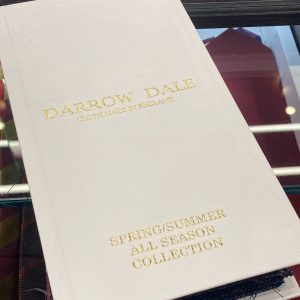 DARROW DALE
CLOTH MADE IN ENGLAND
SPRING/SUMMER
ALL SEASON
COLLECTION